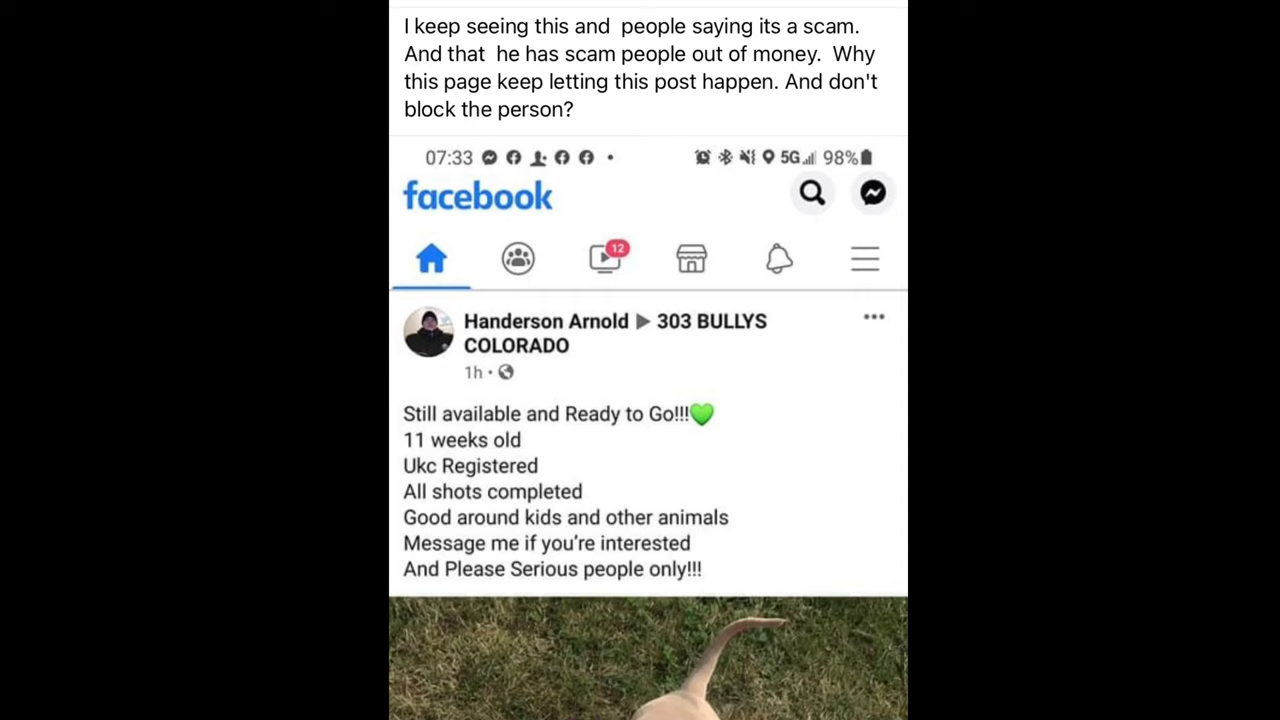 I keep seeing this and  people saying its a scam.
And that  he has scam people out of money.  Why
this page keep letting this post happen. And don't
block the person?
07:33 5G 98%
facebook
12
Handerson Arnold ▶ 303 BULLYS
COLORADO
1h •
Still available and Ready to Go!!!💚
11 weeks old
Ukc Registered
All shots completed
Good around kids and other animals
Message me if you’re interested
And Please Serious people only!!!